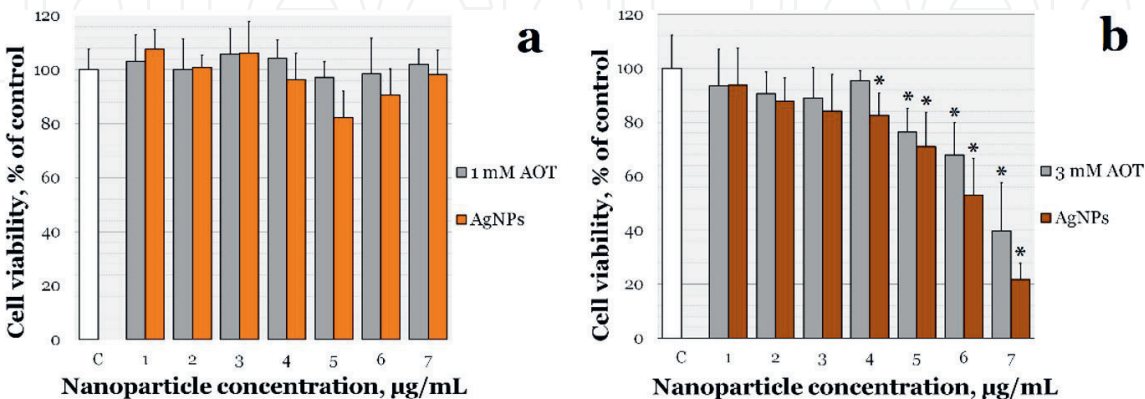 a
Cell viability, % of control
120
100
80
60
40
20
0
C 1 2 3 4 5 6 7
Nanoparticle concentration, µg/mL
1 mM AOT
AgNPs
b
Cell viability, % of control
120
100
80
60
40
20
0
* * * * * * *
C 1 2 3 4 5 6 7
Nanoparticle concentration, µg/mL
3 mM AOT
AgNPs